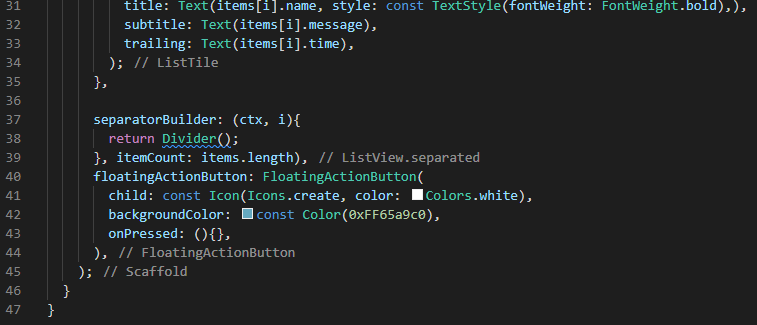 31 title: Text(items[i].name, style: const TextStyle(fontWeight: FontWeight.bold),),
32 subtitle: Text(items[i].message),
33 trailing: Text(items[i].time),
34 ); // ListTile
35 },
36
37 separatorBuilder: (ctx, i){
38 return Divider();
39 }, itemCount: items.length), // ListView.separated
40 floatingActionButton: FloatingActionButton(
41 child: const Icon(Icons.create, color: Colors.white),
42 backgroundColor: const Color(0xFF65a9c0),
43 onPressed: (){},
44 ), // FloatingActionButton
45 ); // Scaffold
46 }
47 }